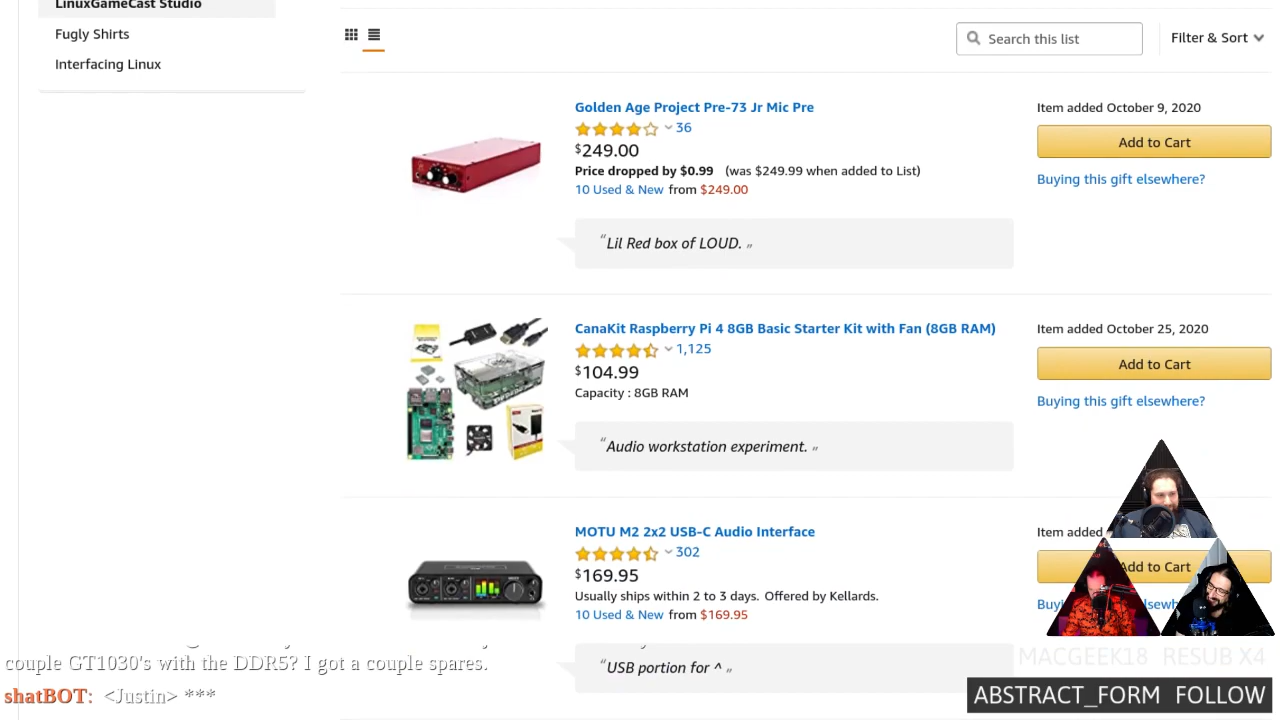 LinuxGameCast Studio
Fugly Shirts
Interfacing Linux
Search this list
Filter & Sort
Golden Age Project Pre-73 Jr Mic Pre
36
$249.00
Price dropped by $0.99 (was $249.99 when added to List)
10 Used & New from $249.00
“Lil Red box of LOUD. ”
Item added October 9, 2020
Add to Cart
Buying this gift elsewhere?
CanaKit Raspberry Pi 4 8GB Basic Starter Kit with Fan (8GB RAM)
1,125
$104.99
Capacity : 8GB RAM
“Audio workstation experiment. ”
Item added October 25, 2020
Add to Cart
Buying this gift elsewhere?
MOTU M2 2x2 USB-C Audio Interface
302
$169.95
Usually ships within 2 to 3 days. Offered by Kellards.
10 Used & New from $169.95
“USB portion for ^ ”
Item added
Add to Cart
couple GT1030's with the DDR5? I got a couple spares.
shatBOT: <Justin> ***
MACGEEK18 RESUB X4
ABSTRACT_FORM FOLLOW